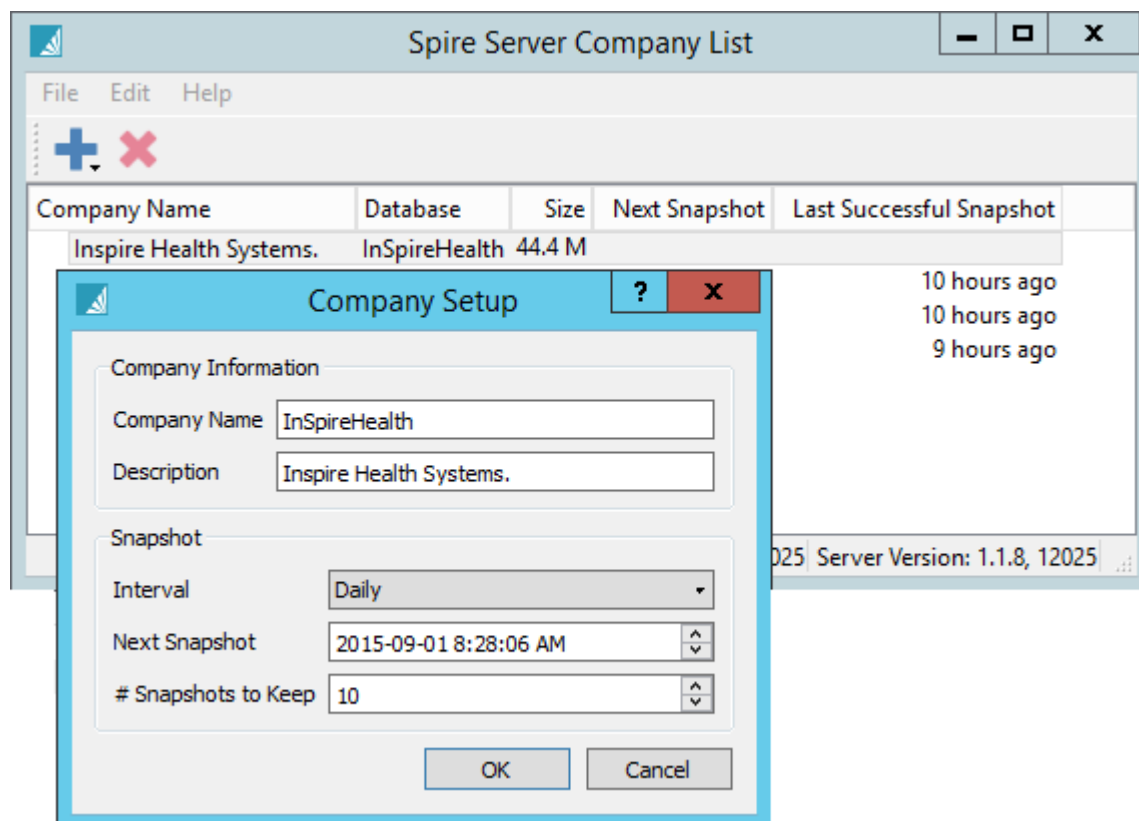 Spire Server Company List
File Edit Help
Company Name Database Size Next Snapshot Last Successful Snapshot
Inspire Health Systems. InSpireHealth 44.4 M
10 hours ago
10 hours ago
9 hours ago
? x
Company Setup
Company Information
Company Name InSpireHealth
Description Inspire Health Systems.
Snapshot
Interval Daily
Next Snapshot 2015-09-01 8:28:06 AM
# Snapshots to Keep 10
OK Cancel
025 Server Version: 1.1.8, 12025